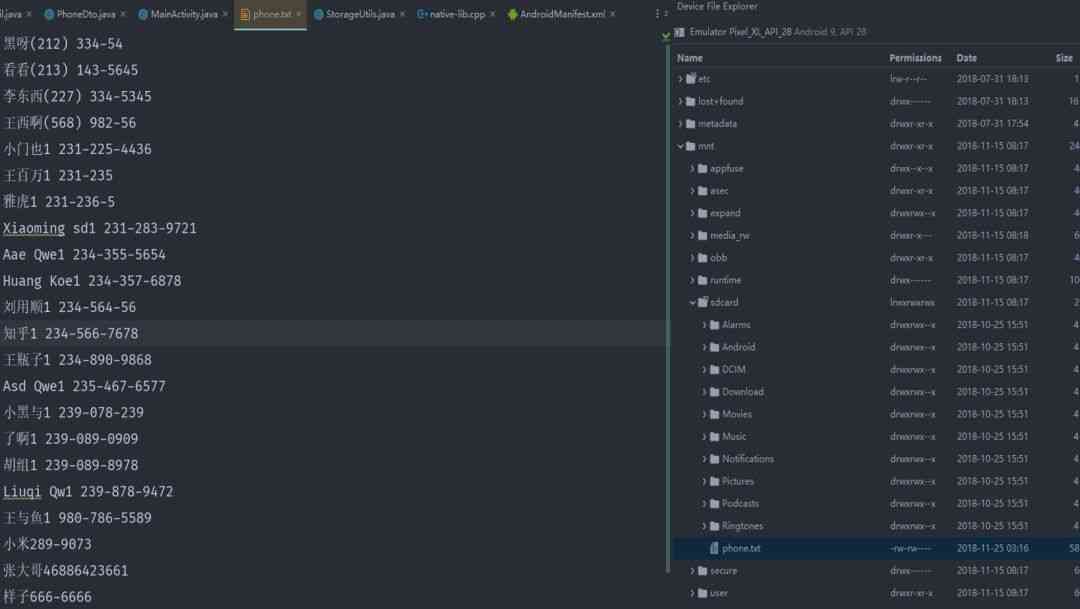 il.java
PhoneDto.java
MainActivity.java
phone.txt
StorageUtils.java
native-lib.cpp
AndroidManifest.xml
黑呀(212) 334-54
看看(213) 143-5645
李东西(227) 334-5345
王西啊(568) 982-56
小门也1 231-225-4436
王百万1 231-235
雅虎1 231-236-5
Xiaoming sd1 231-283-9721
Aae Qwe1 234-355-5654
Huang Koe1 234-357-6878
刘用顺1 234-564-56
知乎1 234-566-7678
王瓶子1 234-890-9868
Asd Qwe1 235-467-6577
小黑与1 239-078-239
了啊1 239-089-0909
胡组1 239-089-8978
Liuqi Qw1 239-878-9472
王与鱼1 980-786-5589
小米289-9073
张大哥46886423661
样子666-6666
Device File Explorer
Emulator Pixel_XL_API_28 Android 9, API 28
Name Permissions Date Size
etc lrw-r--r-- 2018-07-31 18:13 1
lost+found drwx------ 2018-07-31 18:13 16
metadata drwxr-xr-x 2018-07-31 17:54 4
mnt drwxr-xr-x 2018-11-15 08:17 24
appfuse drwx--x--x 2018-11-15 08:17 4
asec drwxr-xr-x 2018-11-15 08:17 4
expand drwxrwx--x 2018-11-15 08:17 4
media_rw drwxr-x--- 2018-11-15 08:18 6
obb drwxr-xr-x 2018-11-15 08:17 4
runtime drwx------ 2018-11-15 08:17 10
sdcard lrwxrwxrwx 2018-11-15 08:17 2
Alarms drwxrwx--x 2018-10-25 15:51 4
Android drwxrwx--x 2018-10-25 15:51 4
DCIM drwxrwx--x 2018-10-25 15:51 4
Download drwxrwx--x 2018-10-25 15:51 4
Movies drwxrwx--x 2018-10-25 15:51 4
Music drwxrwx--x 2018-10-25 15:51 4
Notifications drwxrwx--x 2018-10-25 15:51 4
Pictures drwxrwx--x 2018-10-25 15:51 4
Podcasts drwxrwx--x 2018-10-25 15:51 4
Ringtones drwxrwx--x 2018-10-25 15:51 4
phone.txt -rw-rw---- 2018-11-25 03:16 58
secure drwx------ 2018-11-15 08:17 6
user drwxr-xr-x 2018-11-15 08:17 6